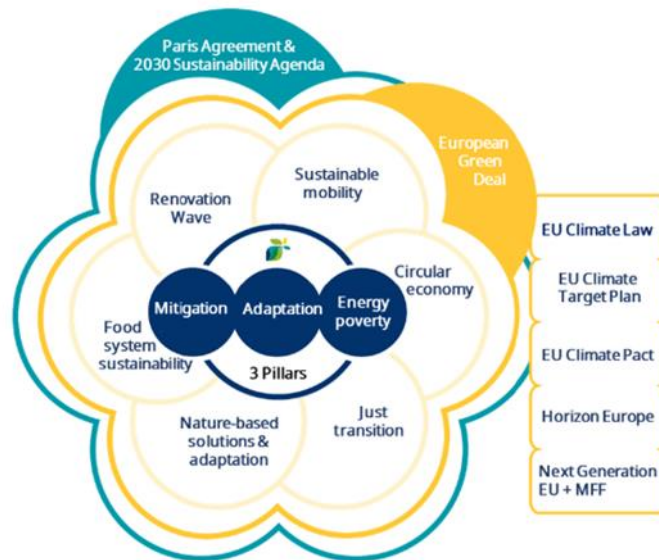 Paris Agreement &
2030 Sustainability Agenda
European
Green
Deal
Sustainable
mobility
Renovation
Wave
Circular
economy
Mitigation
Adaptation
Energy
poverty
Food
system
sustainability
3 Pillars
Nature-based
solutions &
adaptation
Just
transition
EU Climate Law
EU Climate
Target Plan
EU Climate Pact
Horizon Europe
Next Generation
EU + MFF